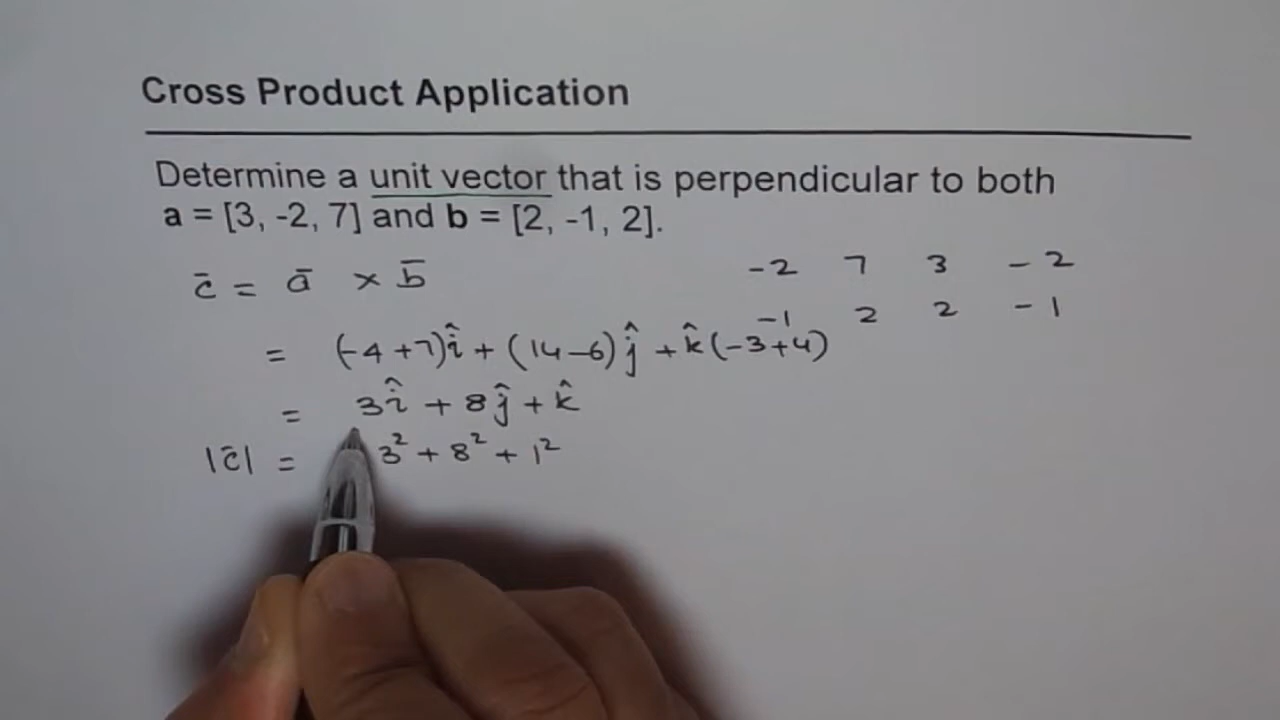 Cross Product Application
Determine a unit vector that is perpendicular to both
a = [3, -2, 7] and b = [2, -1, 2].
c̄ = ā × b̄
-2 7 3 -2
-1 2 2 -1
= (-4 +7)î + (14-6)ĵ + k̂(-3+4)
= 3î + 8ĵ + k̂
|c̄| = 3² + 8² + 1²